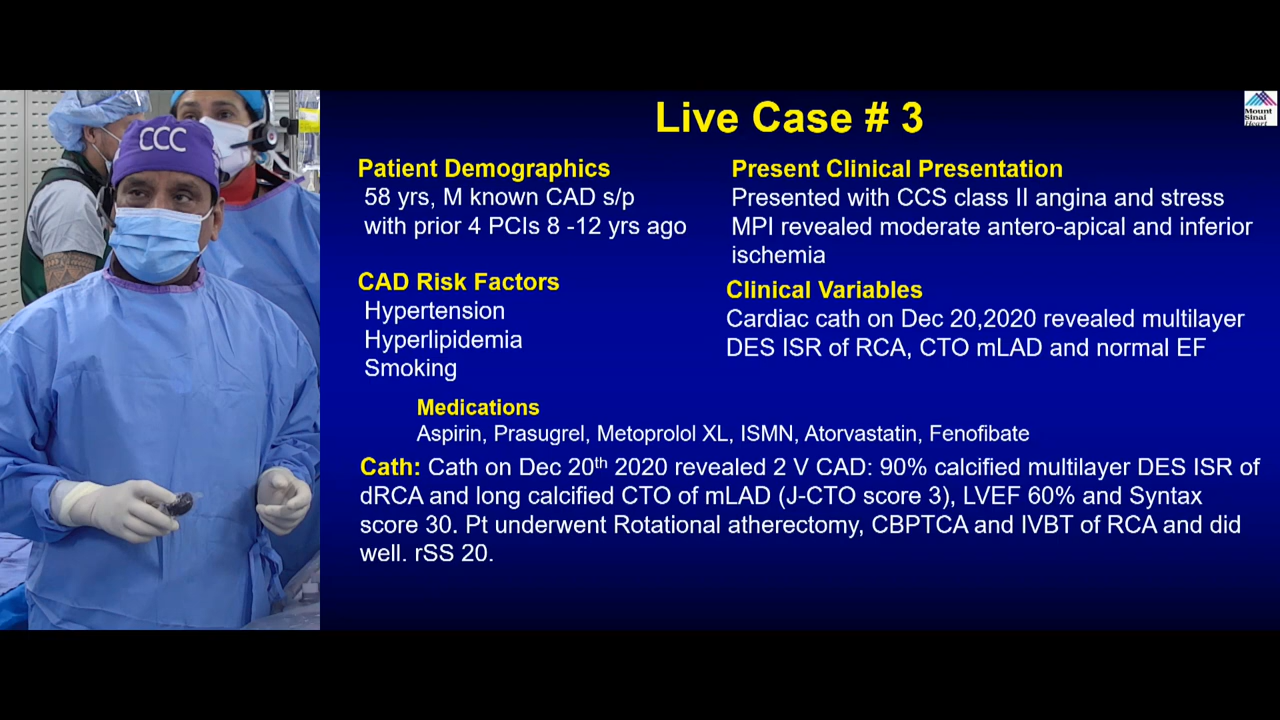 CCC
Live Case # 3
Mount
Sinai
Heart
Patient Demographics
58 yrs, M known CAD s/p
with prior 4 PCIs 8 -12 yrs ago
CAD Risk Factors
Hypertension
Hyperlipidemia
Smoking
Present Clinical Presentation
Presented with CCS class II angina and stress
MPI revealed moderate antero-apical and inferior
ischemia
Clinical Variables
Cardiac cath on Dec 20,2020 revealed multilayer
DES ISR of RCA, CTO mLAD and normal EF
Medications
Aspirin, Prasugrel, Metoprolol XL, ISMN, Atorvastatin, Fenofibate
Cath: Cath on Dec 20th 2020 revealed 2 V CAD: 90% calcified multilayer DES ISR of
dRCA and long calcified CTO of mLAD (J-CTO score 3), LVEF 60% and Syntax
score 30. Pt underwent Rotational atherectomy, CBPTCA and IVBT of RCA and did
well. rSS 20.